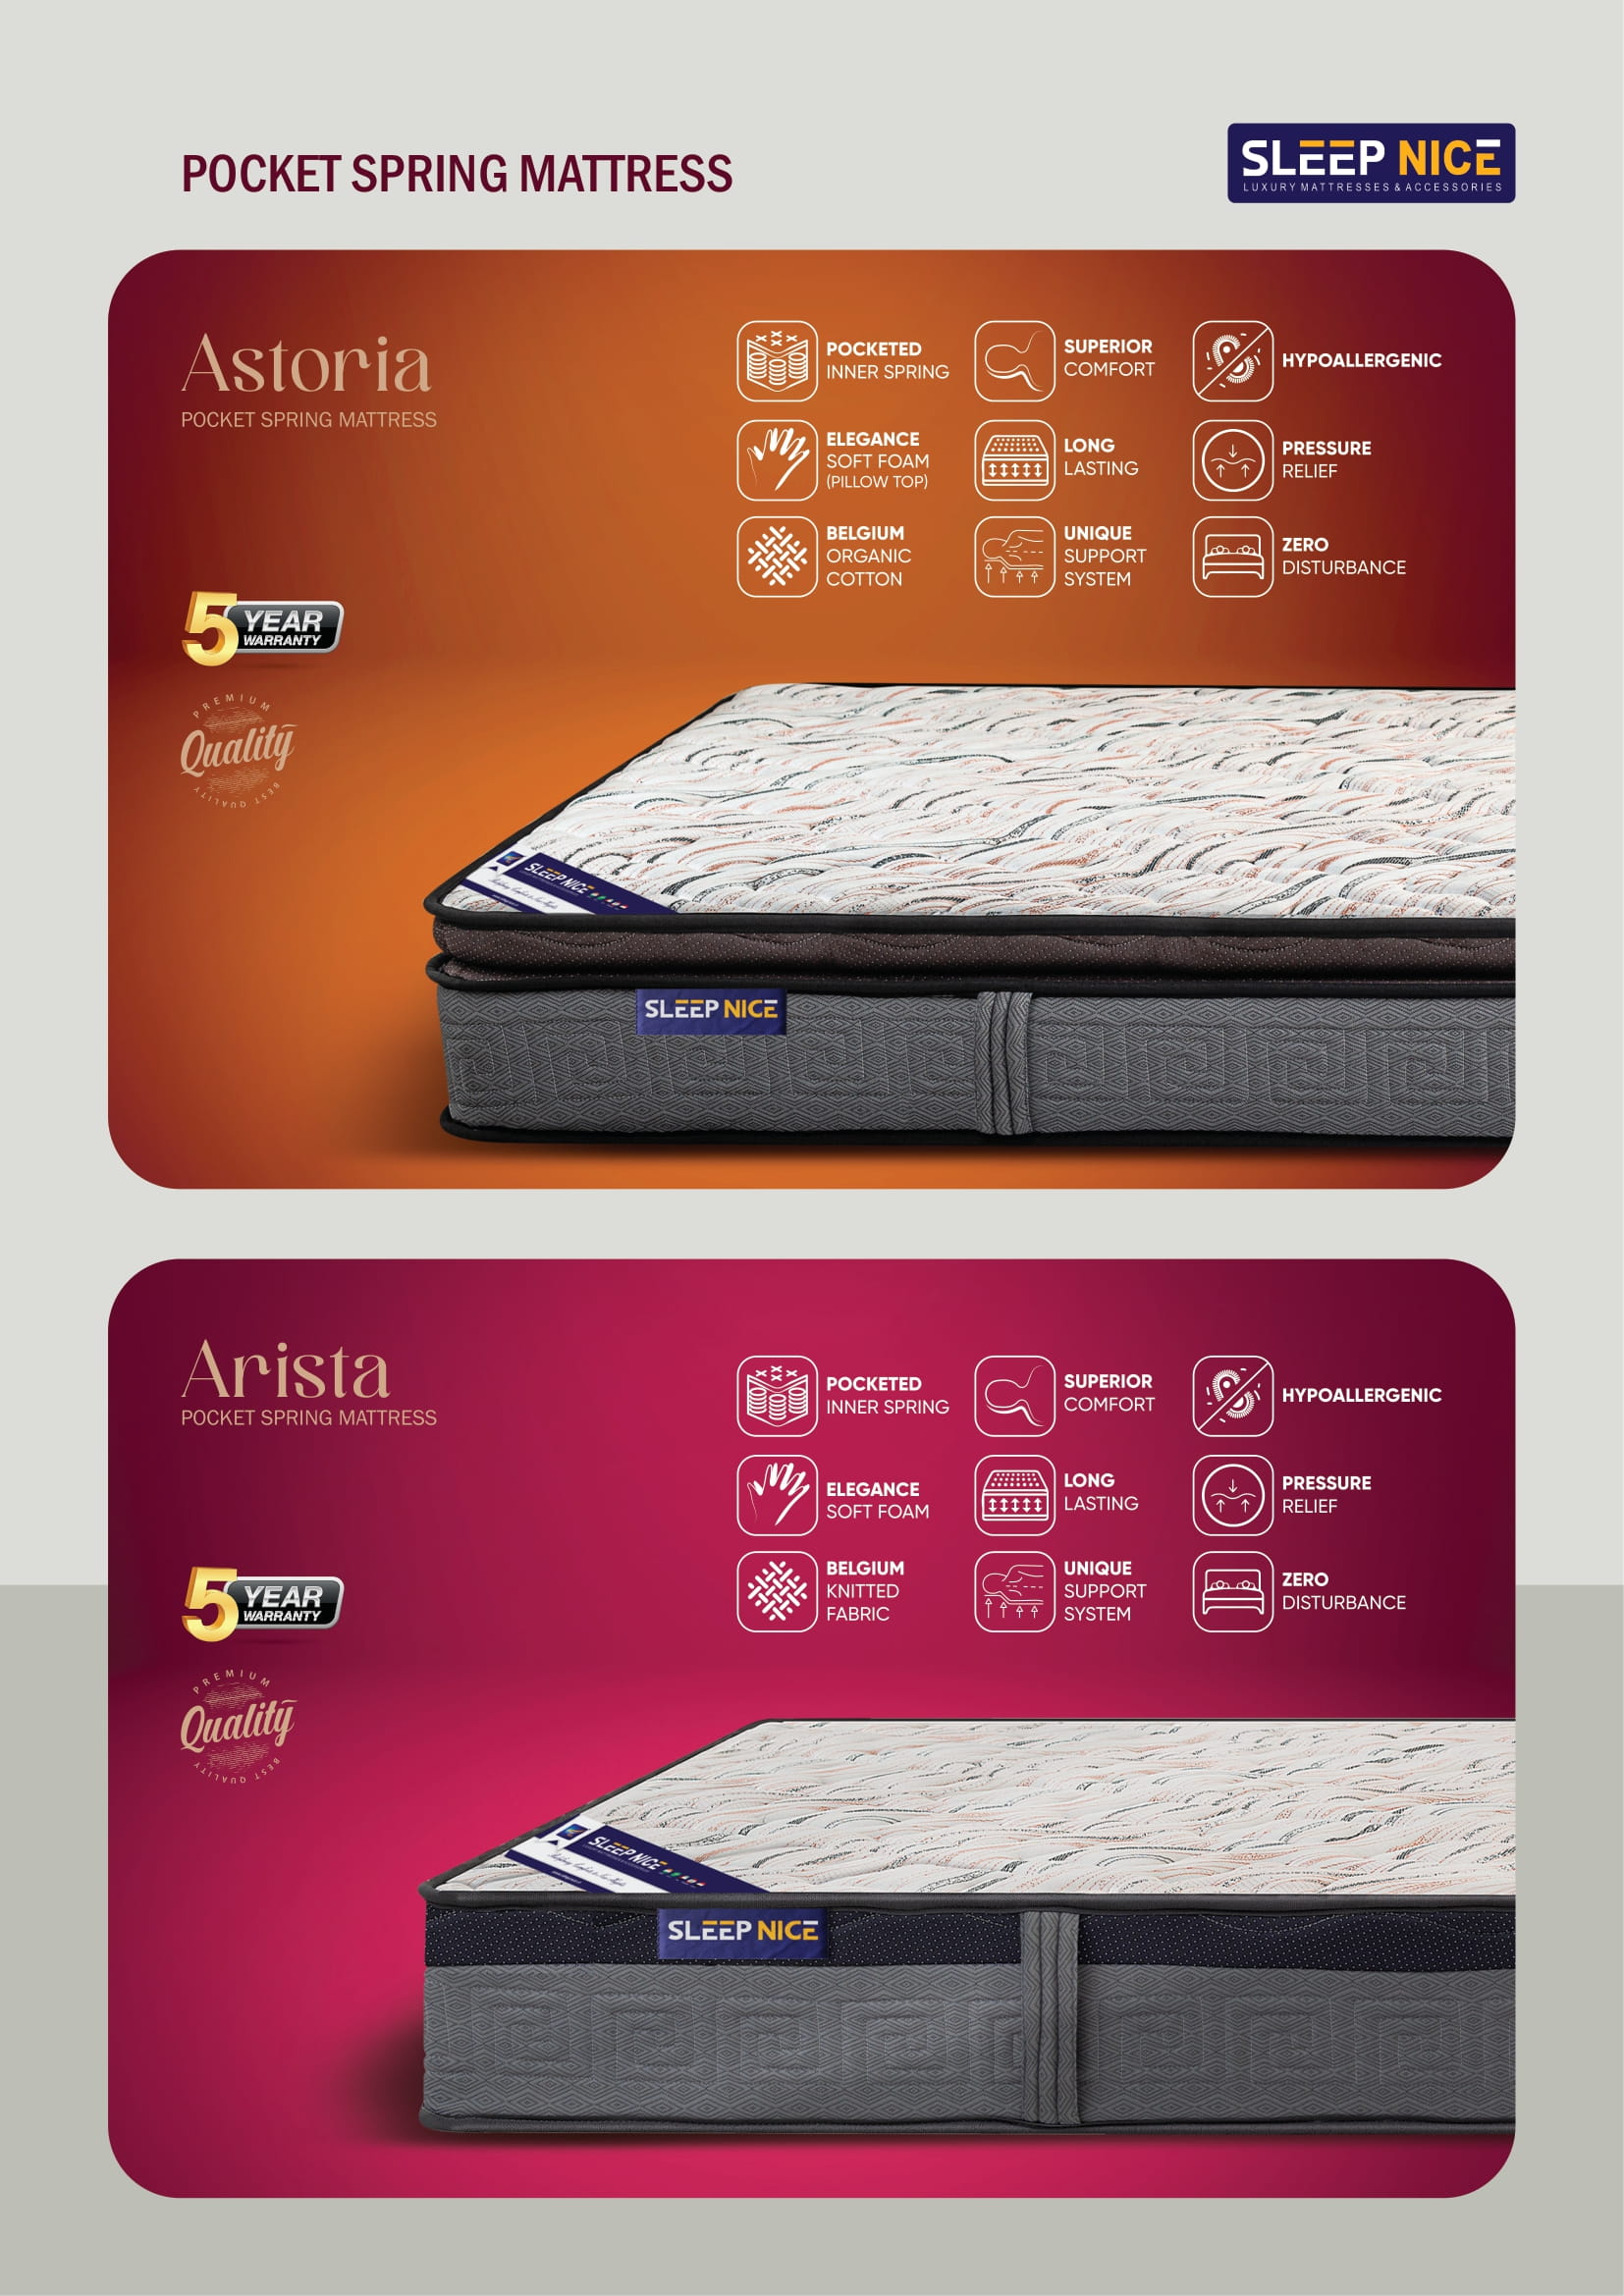 POCKET SPRING MATTRESS
SLEEP NICE
LUXURY MATTRESSES & ACCESSORIES
Astoria
POCKET SPRING MATTRESS
POCKETED
INNER SPRING
SUPERIOR
COMFORT
HYPOALLERGENIC
ELEGANCE
SOFT FOAM
(PILLOW TOP)
LONG
LASTING
PRESSURE
RELIEF
BELGIUM
ORGANIC
COTTON
UNIQUE
SUPPORT
SYSTEM
ZERO
DISTURBANCE
5 YEAR
WARRANTY
PREMIUM
Quality
BEST QUALITY
SLEEP NICE
SLEEP NICE
Arista
POCKET SPRING MATTRESS
POCKETED
INNER SPRING
SUPERIOR
COMFORT
HYPOALLERGENIC
ELEGANCE
SOFT FOAM
LONG
LASTING
PRESSURE
RELIEF
BELGIUM
KNITTED
FABRIC
UNIQUE
SUPPORT
SYSTEM
ZERO
DISTURBANCE
5 YEAR
WARRANTY
PREMIUM
Quality
BEST QUALITY
SLEEP NICE
SLEEP NICE